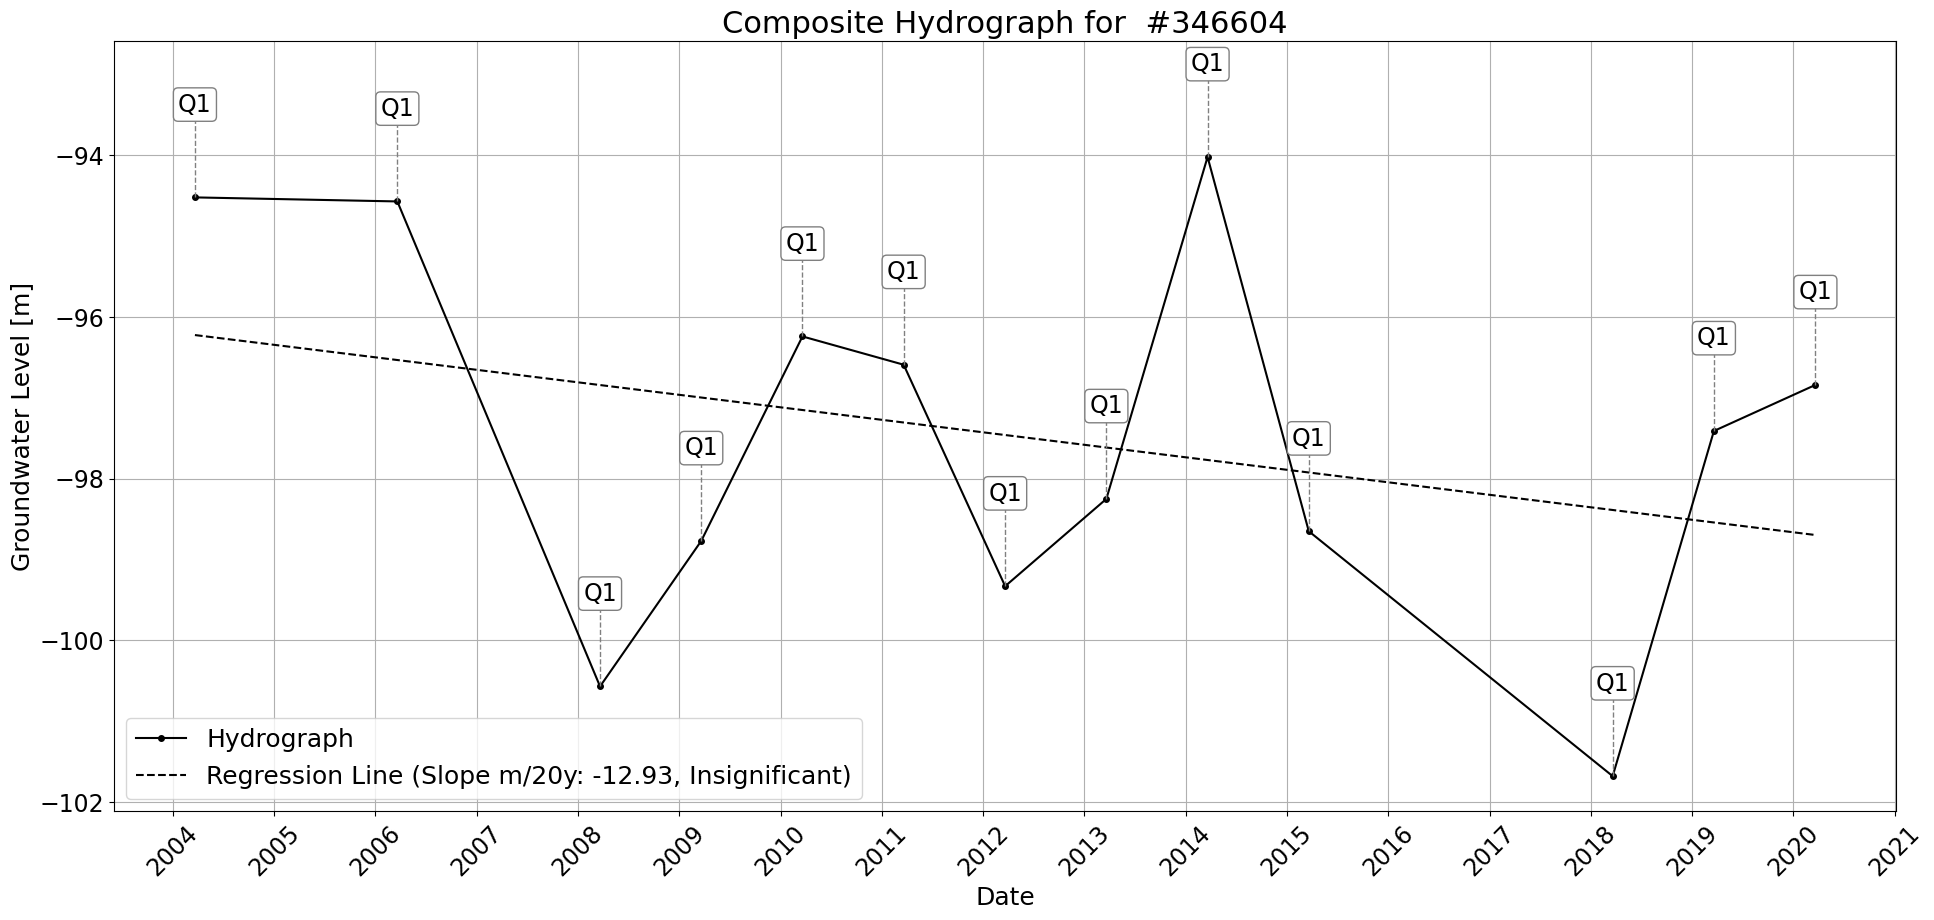 Composite Hydrograph for  #346604
Q1
Q1
Q1
Q1
Q1
Q1
Q1
Q1
Q1
Q1
Q1
Q1
Q1
−94
−96
−98
−100
−102
Groundwater Level [m]
Hydrograph
Regression Line (Slope m/20y: -12.93, Insignificant)
2004
2005
2006
2007
2008
2009
2010
2011
2012
2013
2014
2015
2016
2017
2018
2019
2020
2021
Date